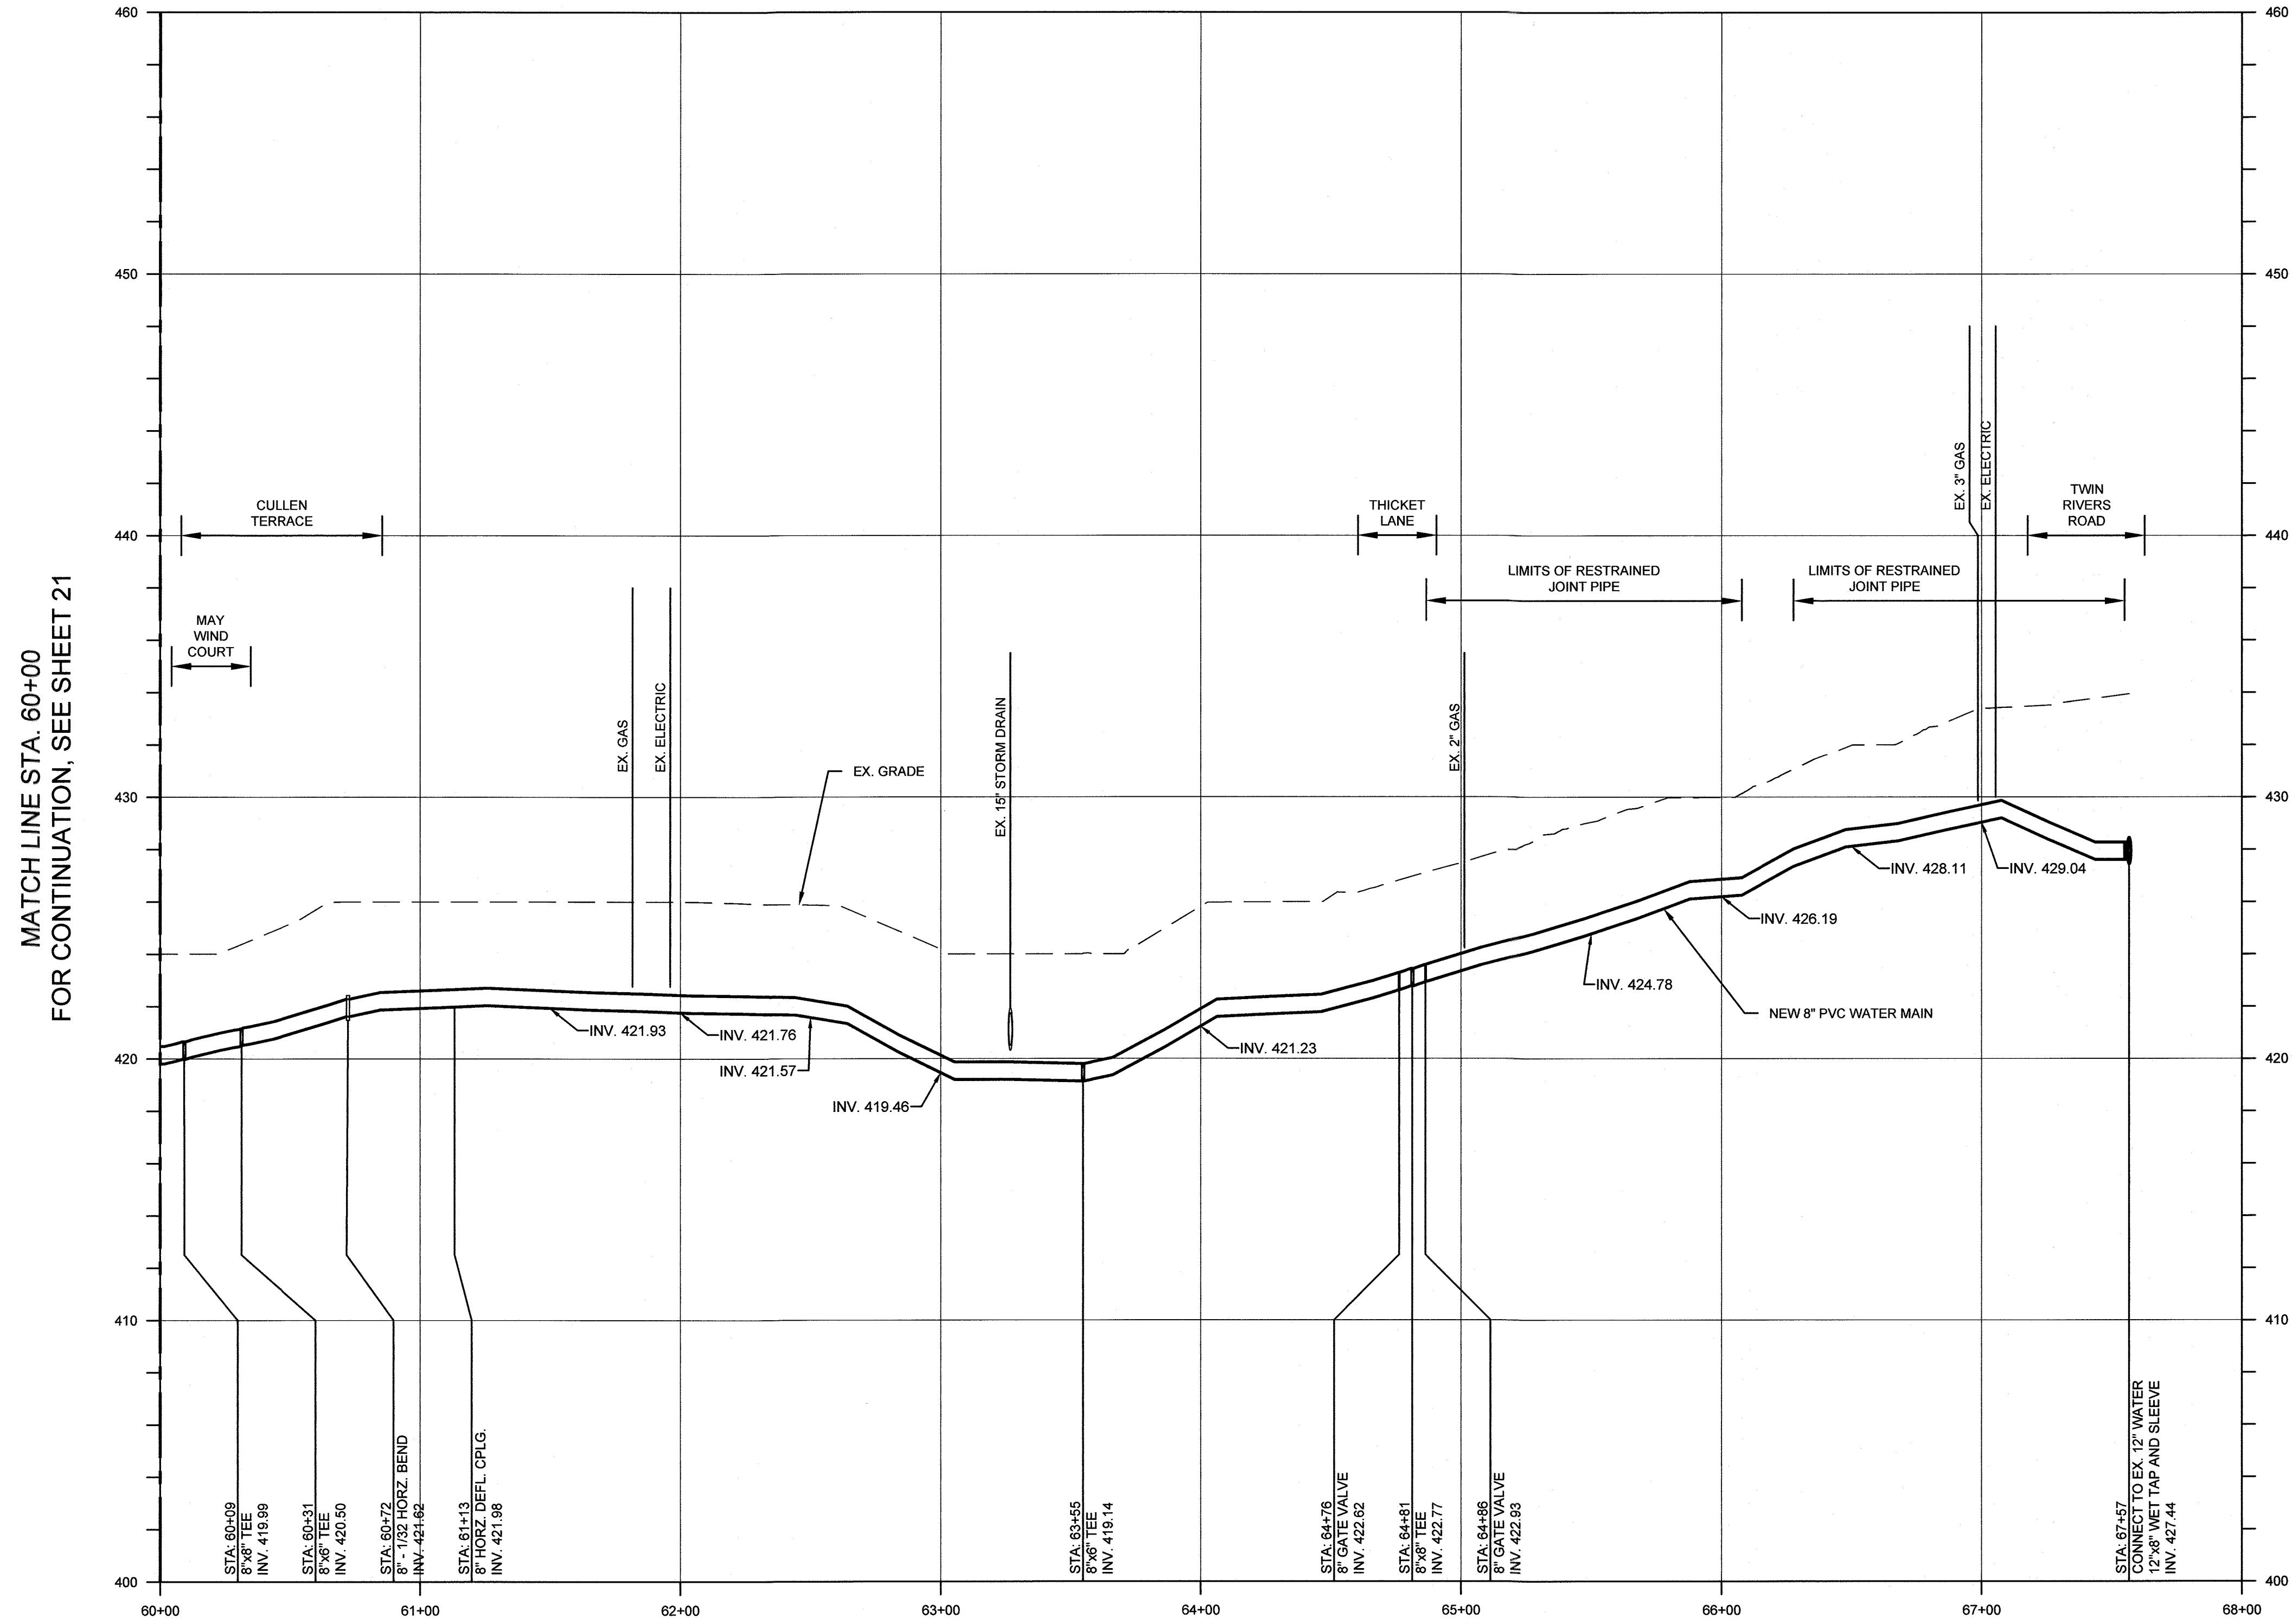 460
460
450
450
440
440
430
430
420
420
410
410
400
400
MATCH LINE STA. 60+00
FOR CONTINUATION, SEE SHEET 21
CULLEN
TERRACE
MAY
WIND
COURT
EX. GAS
EX. ELECTRIC
EX. GRADE
EX. 15" STORM DRAIN
THICKET
LANE
EX. 2" GAS
LIMITS OF RESTRAINED
JOINT PIPE
LIMITS OF RESTRAINED
JOINT PIPE
EX. 3" GAS
EX. ELECTRIC
TWIN
RIVERS
ROAD
INV. 421.93
INV. 421.76
INV. 421.57
INV. 419.46
INV. 421.23
INV. 424.78
NEW 8" PVC WATER MAIN
INV. 426.19
INV. 428.11
INV. 429.04
STA: 60+09
8"x8" TEE
INV. 419.99
STA: 60+31
8"x6" TEE
INV. 420.50
STA: 60+72
8" - 1/32 HORZ. BEND
INV. 421.62
STA: 61+13
8" HORZ. DEFL. CPLG.
INV. 421.98
STA: 63+55
8"x6" TEE
INV. 419.14
STA: 64+76
8" GATE VALVE
INV. 422.62
STA: 64+81
8"x8" TEE
INV. 422.77
STA: 64+86
8" GATE VALVE
INV. 422.93
STA: 67+57
CONNECT TO EX. 12" WATER
12"x8" WET TAP AND SLEEVE
INV. 427.44
60+00
61+00
62+00
63+00
64+00
65+00
66+00
67+00
68+00